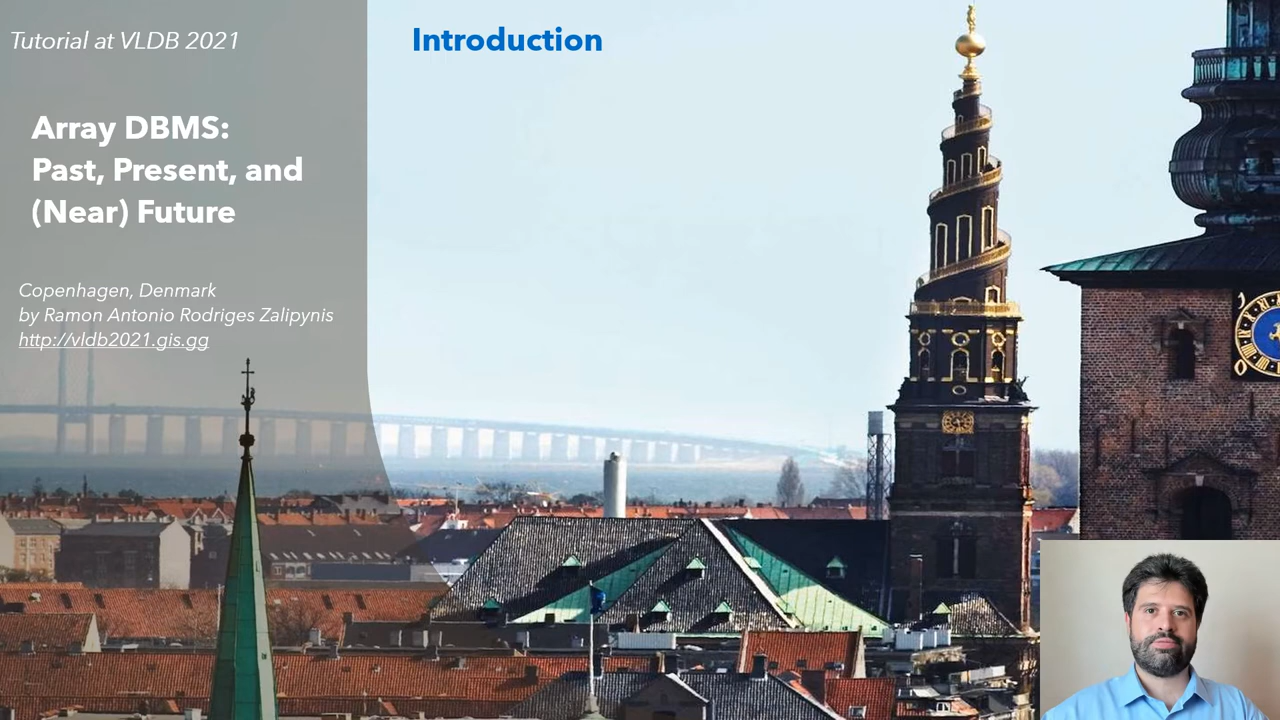 Tutorial at VLDB 2021
Introduction
Array DBMS:
Past, Present, and
(Near) Future
Copenhagen, Denmark
by Ramon Antonio Rodriges Zalipynis
http://vldb2021.gis.gg